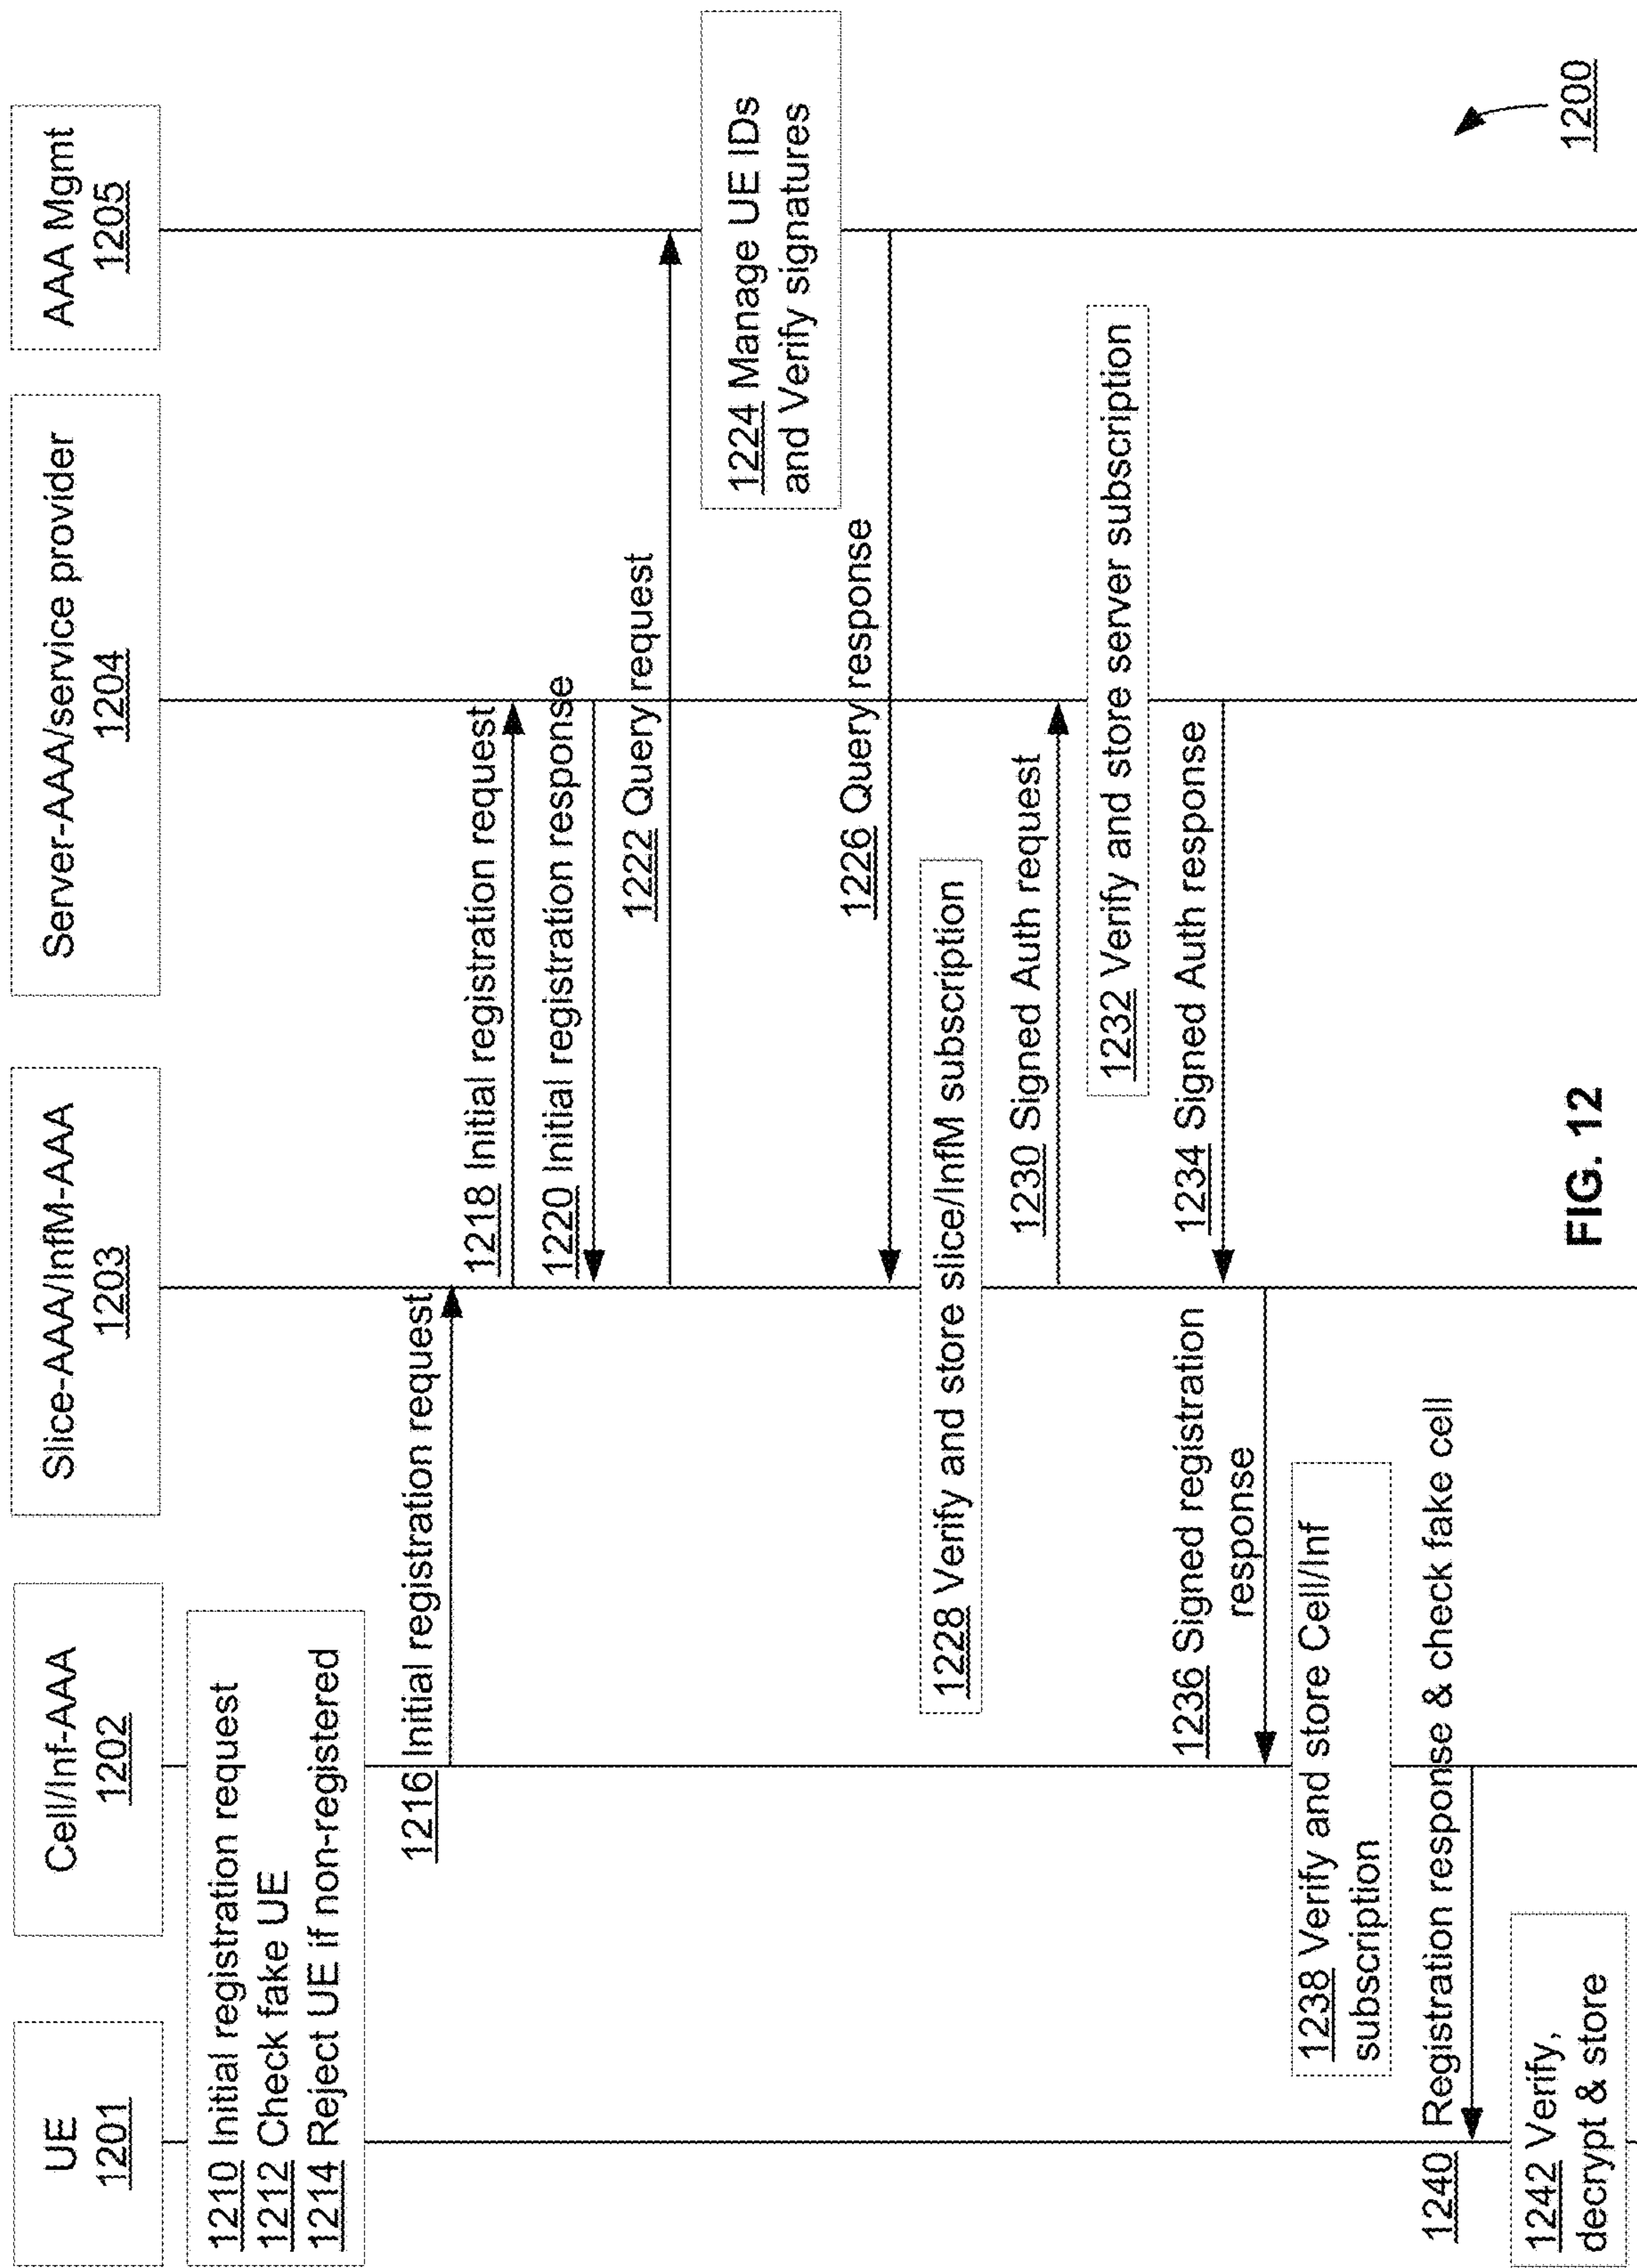 UE
1201
Cell/Inf-AAA
1202
Slice-AAA/InfM-AAA
1203
Server-AAA/service provider
1204
AAA Mgmt
1205
1210 Initial registration request
1212 Check fake UE
1214 Reject UE if non-registered
1216 Initial registration request
1218 Initial registration request
1220 Initial registration response
1222 Query request
1224 Manage UE IDs
and Verify signatures
1226 Query response
1228 Verify and store slice/InfM subscription
1230 Signed Auth request
1232 Verify and store server subscription
1234 Signed Auth response
1236 Signed registration
response
1238 Verify and store Cell/Inf
subscription
1240 Registration response & check fake cell
1242 Verify,
decrypt & store
FIG. 12
1200